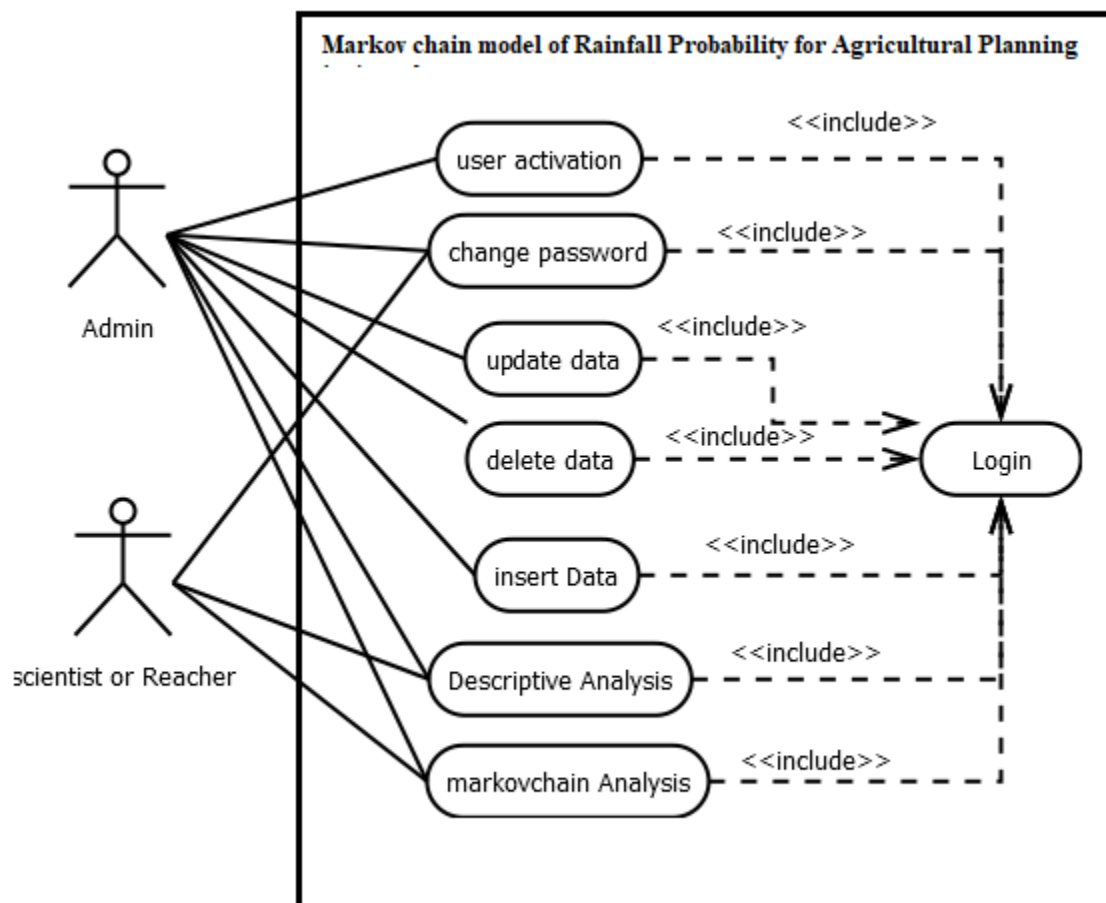 Markov chain model of Rainfall Probability for Agricultural Planning
<<include>>
user activation
<<include>>
change password
Admin
<<include>>
update data
<<include>>
delete data
Login
<<include>>
insert Data
<<include>>
scientist or Reacher
Descriptive Analysis
<<include>>
markovchain Analysis